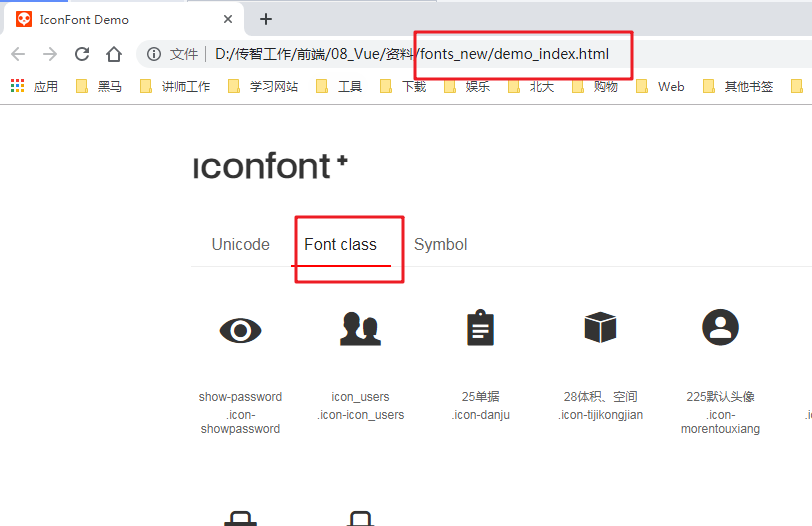 IconFont Demo
文件 | D:/传智工作/前端/08_Vue/资料/fonts_new/demo_index.html
应用 黑马 讲师工作 学习网站 工具 下载 娱乐 北大 购物 Web 其他书签
iconfont+
Unicode Font class Symbol
show-password icon_users 25单据 28体积、空间 225默认头像
.icon-showpassword .icon-icon_users .icon-danju .icon-tijikongjian .icon-morentouxiang